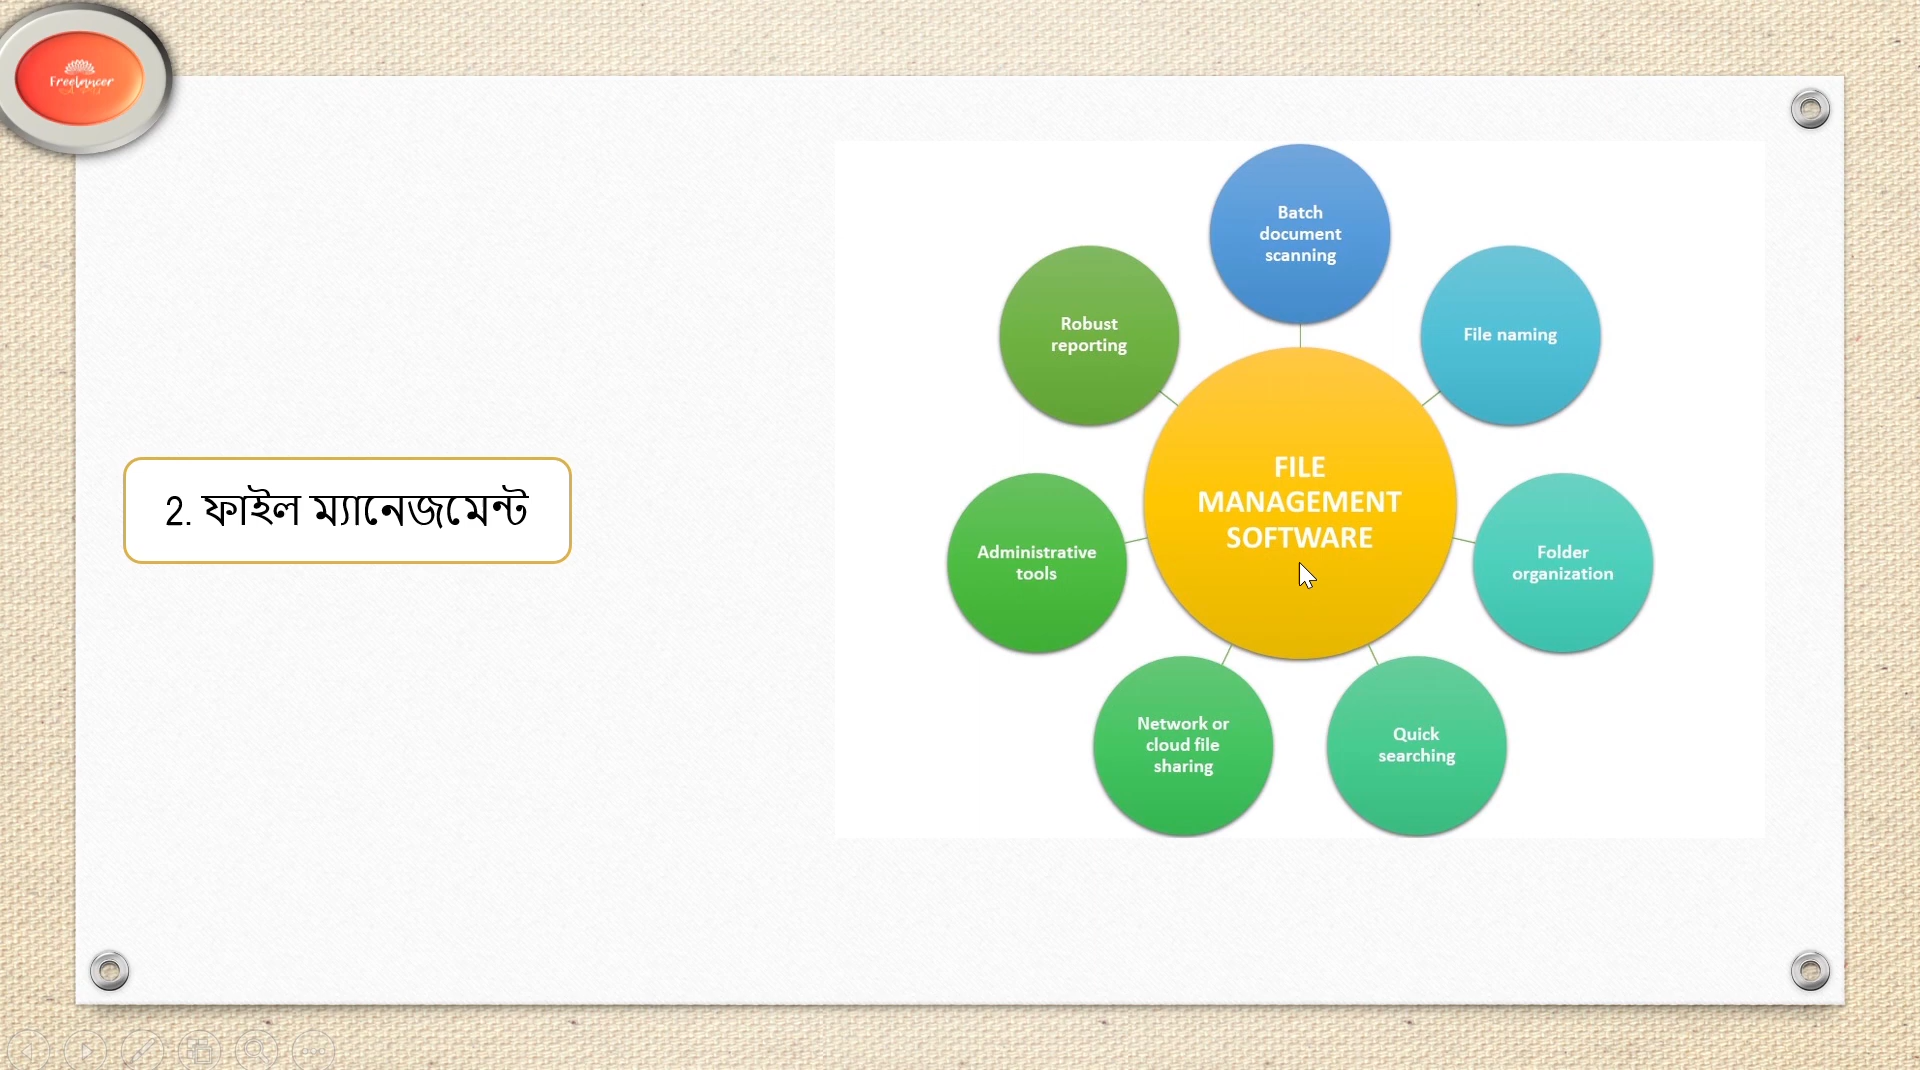 Freelancer
2. ফাইল ম্যানেজমেন্ট
Batch
document
scanning
File naming
Folder
organization
Quick
searching
Network or
cloud file
sharing
Administrative
tools
Robust
reporting
FILE
MANAGEMENT
SOFTWARE